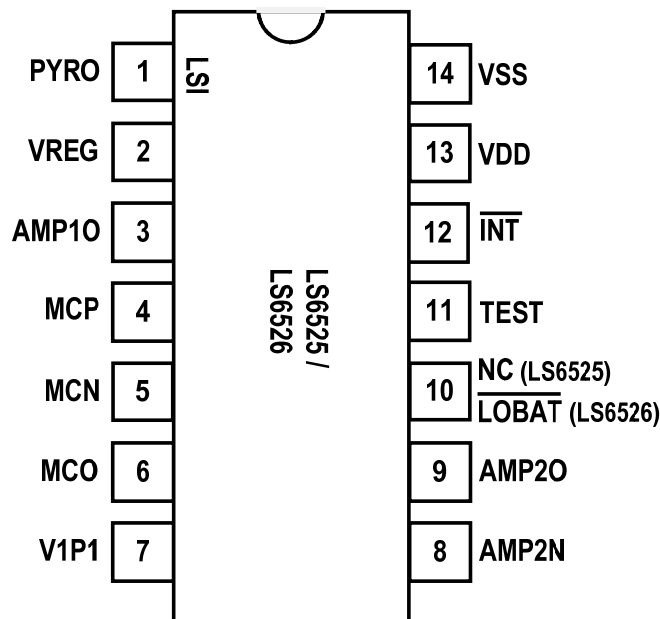 PYRO 1 LSI 14 VSS
VREG 2 13 VDD
AMP1O 3 12 INT
MCP 4 11 TEST
MCN 5 10 NC (LS6525)
LOBAT (LS6526)
MCO 6 9 AMP2O
V1P1 7 8 AMP2N
LS6525 /
LS6526